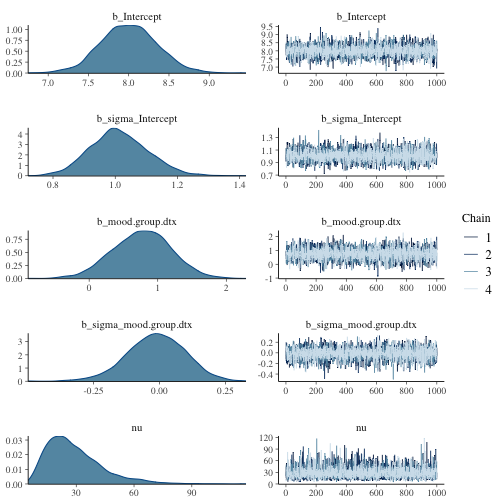 b_Intercept
1.00
0.75
0.50
0.25
0.00
7.0 7.5 8.0 8.5 9.0
b_Intercept
9.5
9.0
8.5
8.0
7.5
7.0
0 200 400 600 800 1000
b_sigma_Intercept
4
3
2
1
0
0.8 1.0 1.2 1.4
b_sigma_Intercept
1.3
1.1
0.9
0.7
0 200 400 600 800 1000
b_mood.group.dtx
0.75
0.50
0.25
0.00
0 1 2
b_mood.group.dtx
2
1
0
-1
0 200 400 600 800 1000
Chain
1
2
3
4
b_sigma_mood.group.dtx
3
2
1
0
-0.25 0.00 0.25
b_sigma_mood.group.dtx
0.2
0.0
-0.2
-0.4
0 200 400 600 800 1000
nu
0.03
0.02
0.01
0.00
30 60 90
nu
120
90
60
30
0
0 200 400 600 800 1000